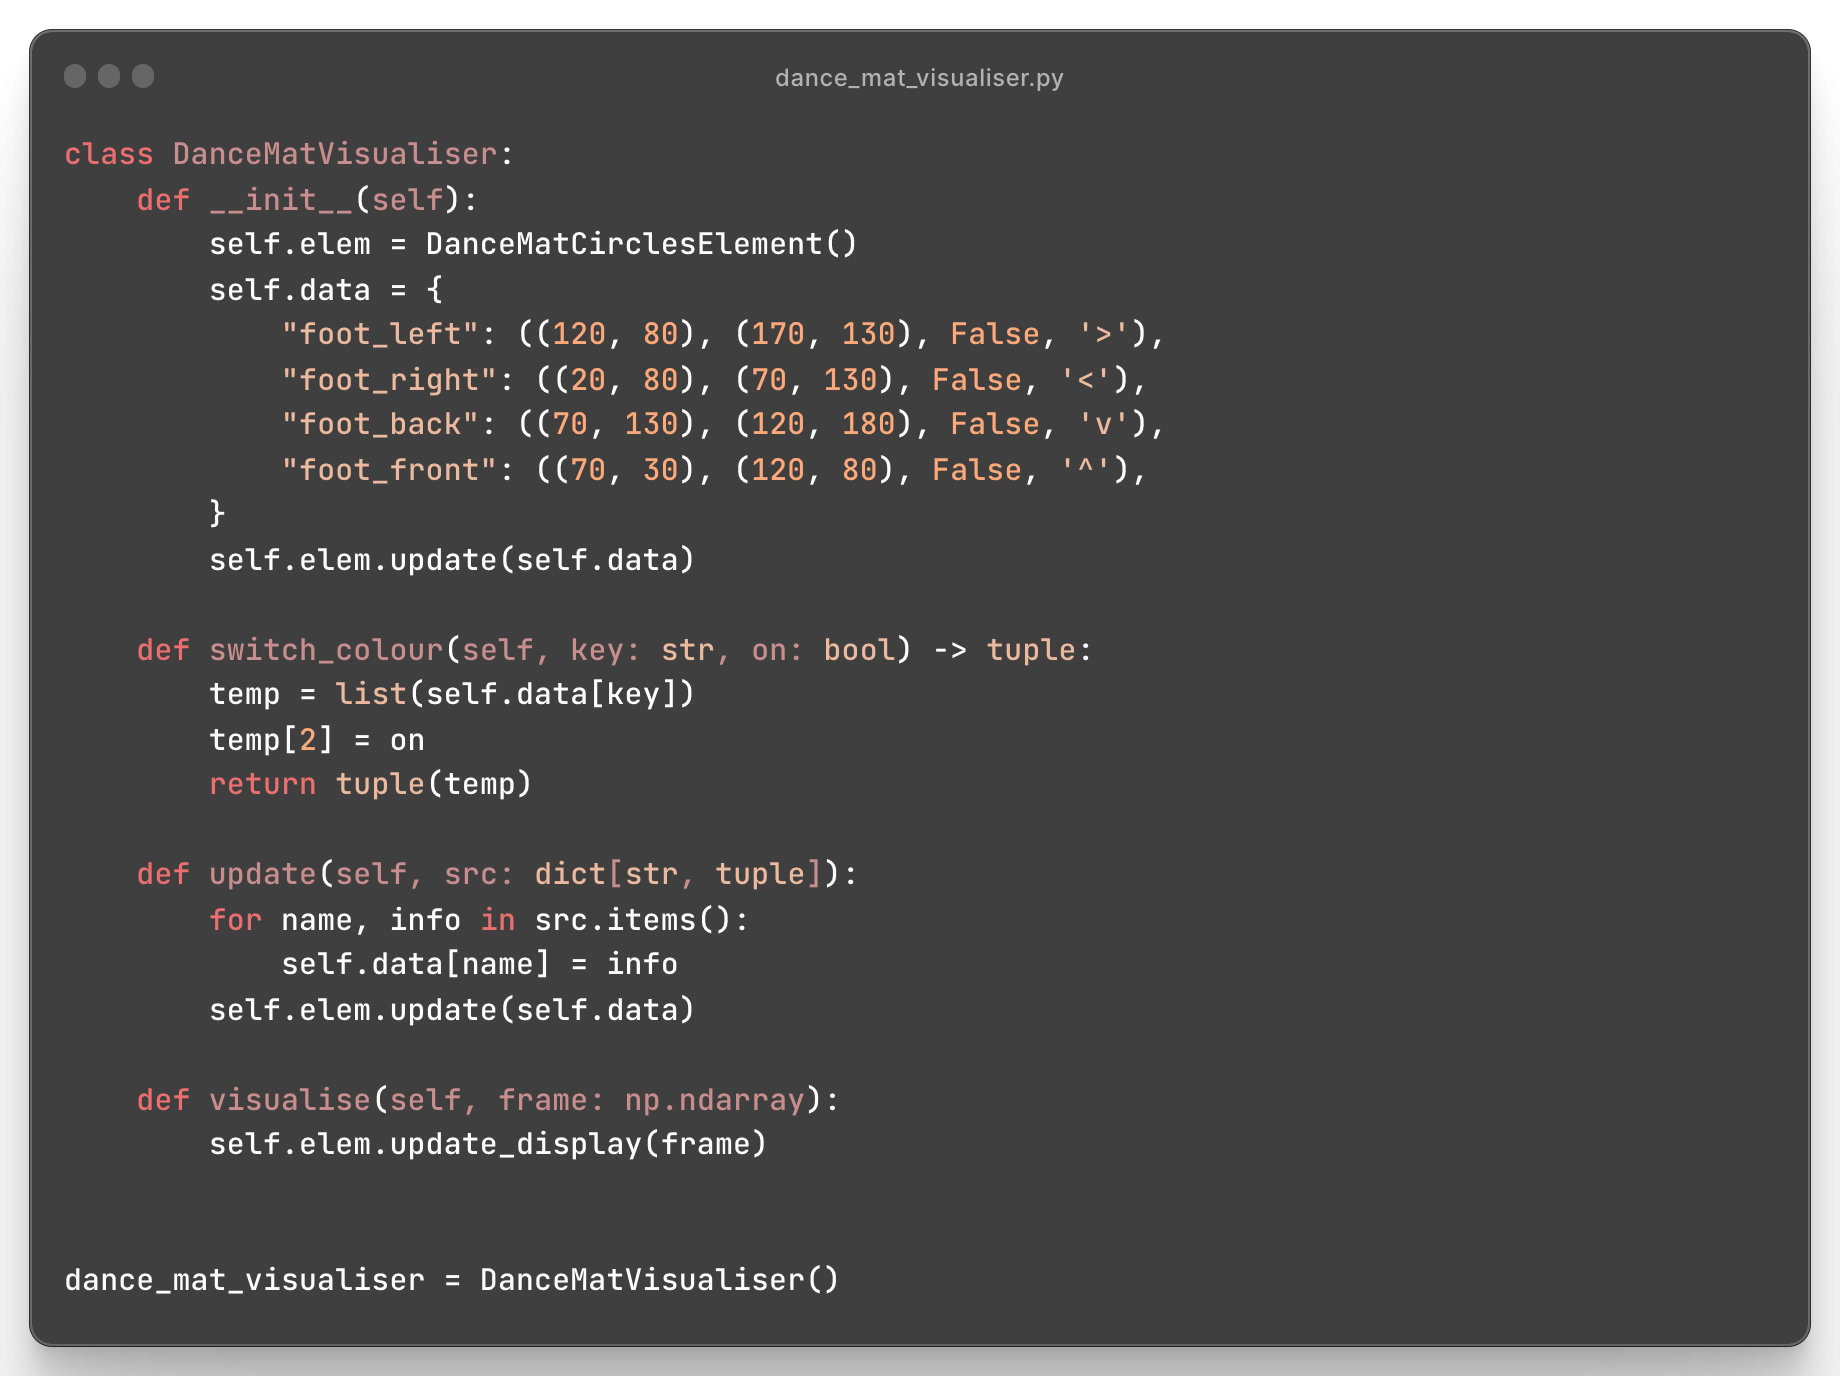 dance_mat_visualiser.py
class DanceMatVisualiser:
    def __init__(self):
        self.elem = DanceMatCirclesElement()
        self.data = {
            "foot_left": ((120, 80), (170, 130), False, '>'),
            "foot_right": ((20, 80), (70, 130), False, '<'),
            "foot_back": ((70, 130), (120, 180), False, 'v'),
            "foot_front": ((70, 30), (120, 80), False, '^'),
        }
        self.elem.update(self.data)

    def switch_colour(self, key: str, on: bool) -> tuple:
        temp = list(self.data[key])
        temp[2] = on
        return tuple(temp)

    def update(self, src: dict[str, tuple]):
        for name, info in src.items():
            self.data[name] = info
        self.elem.update(self.data)

    def visualise(self, frame: np.ndarray):
        self.elem.update_display(frame)


dance_mat_visualiser = DanceMatVisualiser()